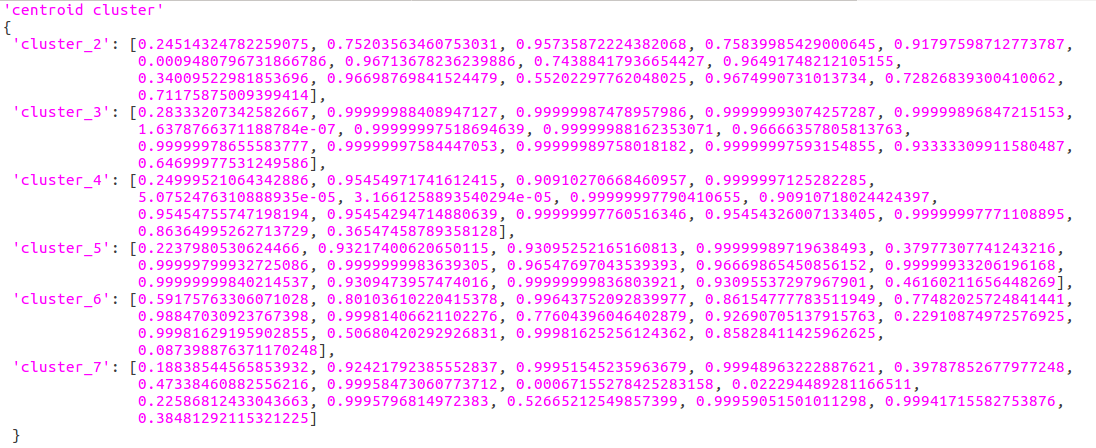 'centroid cluster'
{
'cluster_2': [0.24514324782259075, 0.75203563460753031, 0.95735872224382068, 0.75839985429000645, 0.91797598712773787,
0.0009480796731866786, 0.96713678236239886, 0.74388417936654427, 0.96491748212105155,
0.34009522981853696, 0.96698769841524479, 0.55202297762048025, 0.9674990731013734, 0.72826839300410062,
0.71175875009399414],
'cluster_3': [0.28333207342582667, 0.99999988408947127, 0.99999987478957986, 0.99999993074257287, 0.99999896847215153,
1.6378766371188784e-07, 0.99999997518694639, 0.99999988162353071, 0.96666357805813763,
0.99999978655583777, 0.99999997584447053, 0.99999989758018182, 0.99999997593154855, 0.93333309911580487,
0.64699977531249586],
'cluster_4': [0.24999521064342886, 0.95454971741612415, 0.90910270668460957, 0.9999997125282285,
5.0752476310888935e-05, 3.1661258893540294e-05, 0.99999997790410655, 0.90910718024424397,
0.95454755747198194, 0.95454294714880639, 0.99999997760516346, 0.95454326007133405, 0.99999997771108895,
0.86364995262713729, 0.36547458789358128],
'cluster_5': [0.2237980530624466, 0.93217400620650115, 0.93095252165160813, 0.99999989719638493, 0.37977307741243216,
0.99999799932725086, 0.9999999983639305, 0.96547697043539393, 0.96669865450856152, 0.99999933206196168,
0.99999999840214537, 0.9309473957474016, 0.99999999836803921, 0.93095537297967901, 0.46160211656448269],
'cluster_6': [0.59175763306071028, 0.80103610220415378, 0.99643752092839977, 0.86154777783511949, 0.77482025724841441,
0.98847030923767398, 0.99981406621102276, 0.77604396046402879, 0.92690705137915763, 0.22910874972576925,
0.99981629195902855, 0.50680420292926831, 0.99981625256124362, 0.85828411425962625,
0.087398876371170248],
'cluster_7': [0.18838544565853932, 0.92421792385552837, 0.99951545235963679, 0.99948963222887621, 0.39787852677977248,
0.47338460882556216, 0.99958473060773712, 0.00067155278425283158, 0.022294489281166511,
0.22586812433043663, 0.9995796814972383, 0.52665212549857399, 0.99959051501011298, 0.99941715582753876,
0.38481292115321225]
}